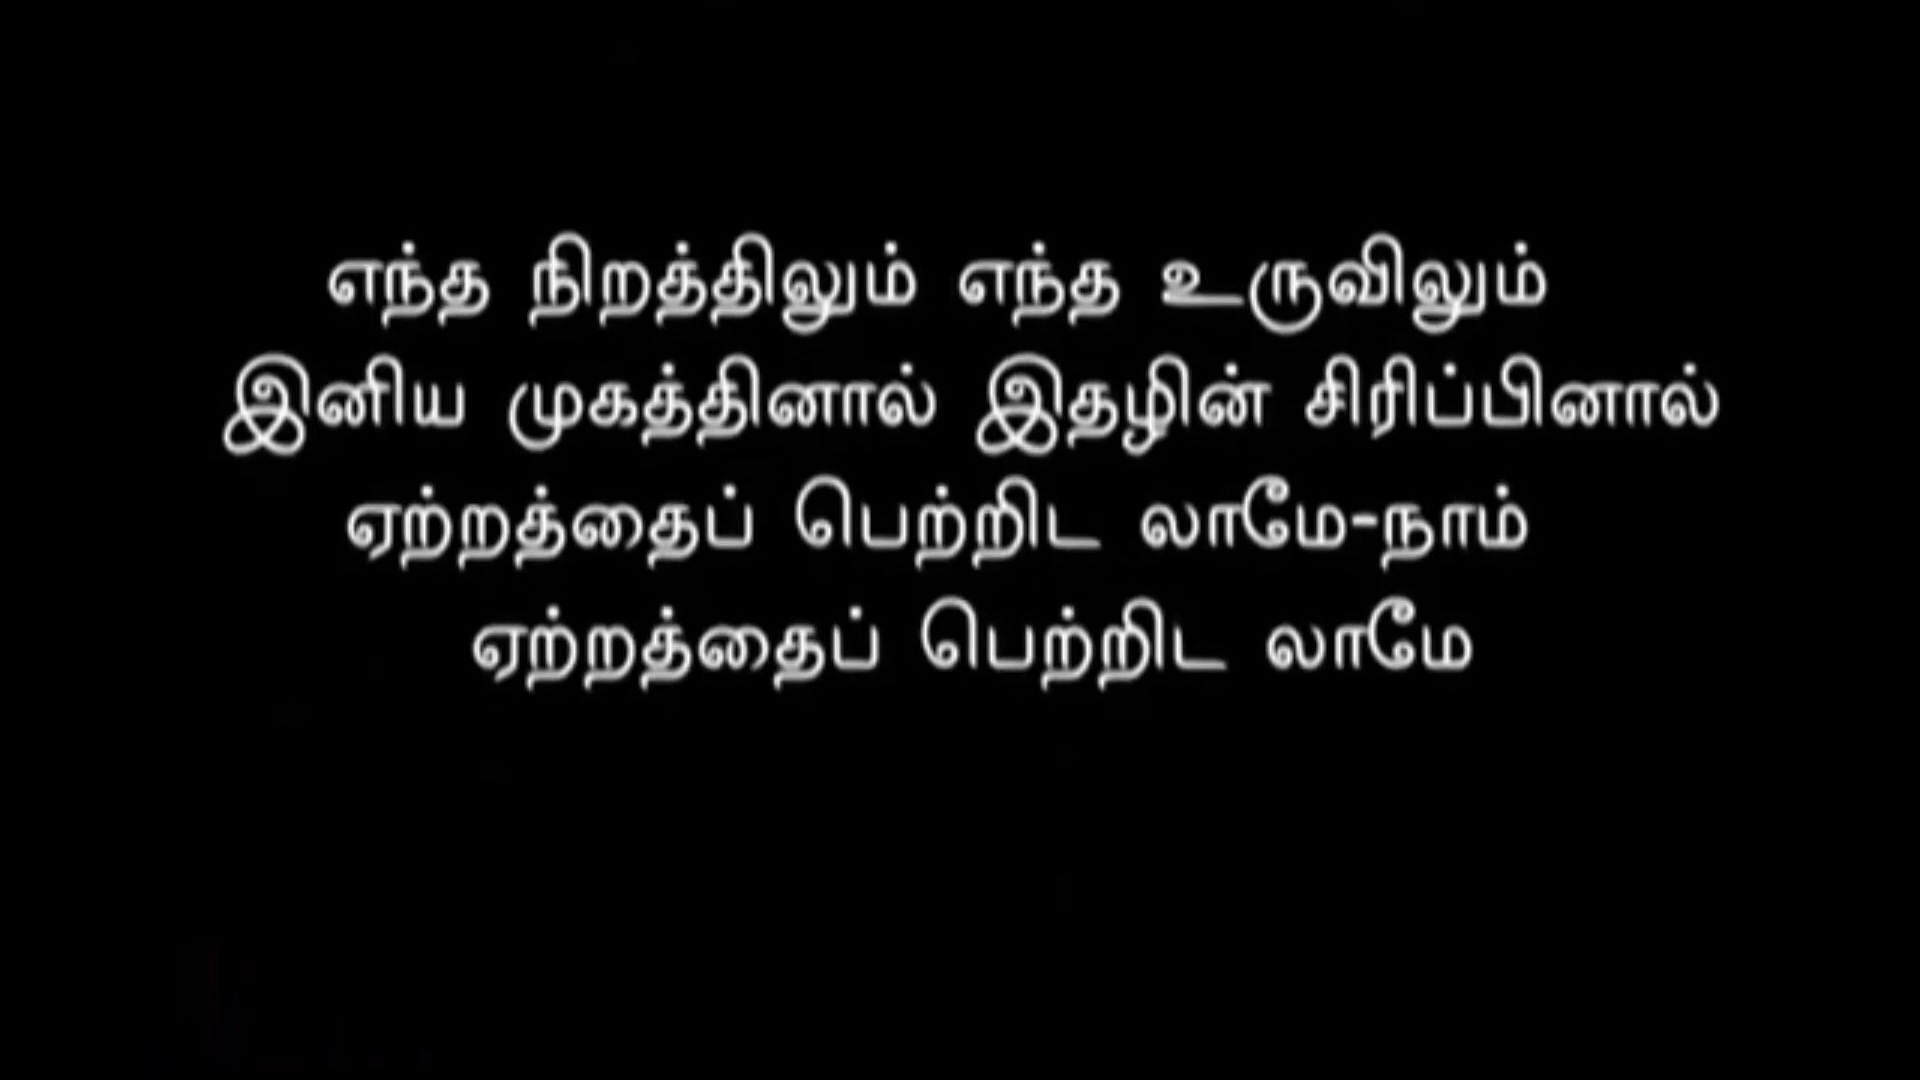 எந்த நிறத்திலும் எந்த உருவிலும்
இனிய முகத்தினால் இதழின் சிரிப்பினால்
ஏற்றத்தைப் பெற்றிட லாமே-நாம்
ஏற்றத்தைப் பெற்றிட லாமே